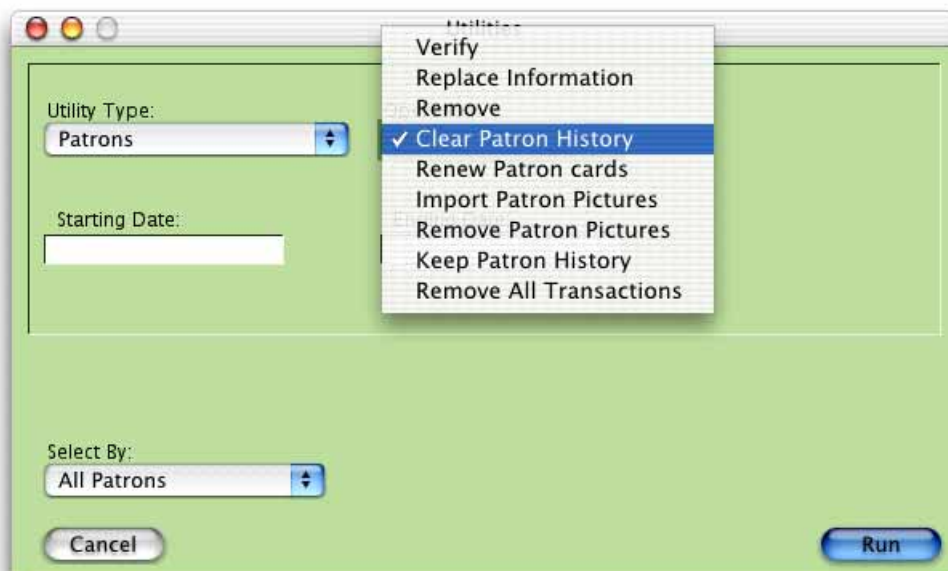 Utilities
Verify
Replace Information
Utility Type:
Remove
Patrons
✓ Clear Patron History
Renew Patron cards
Import Patron Pictures
Starting Date:
Remove Patron Pictures
Keep Patron History
Remove All Transactions
Select By:
All Patrons
Cancel
Run